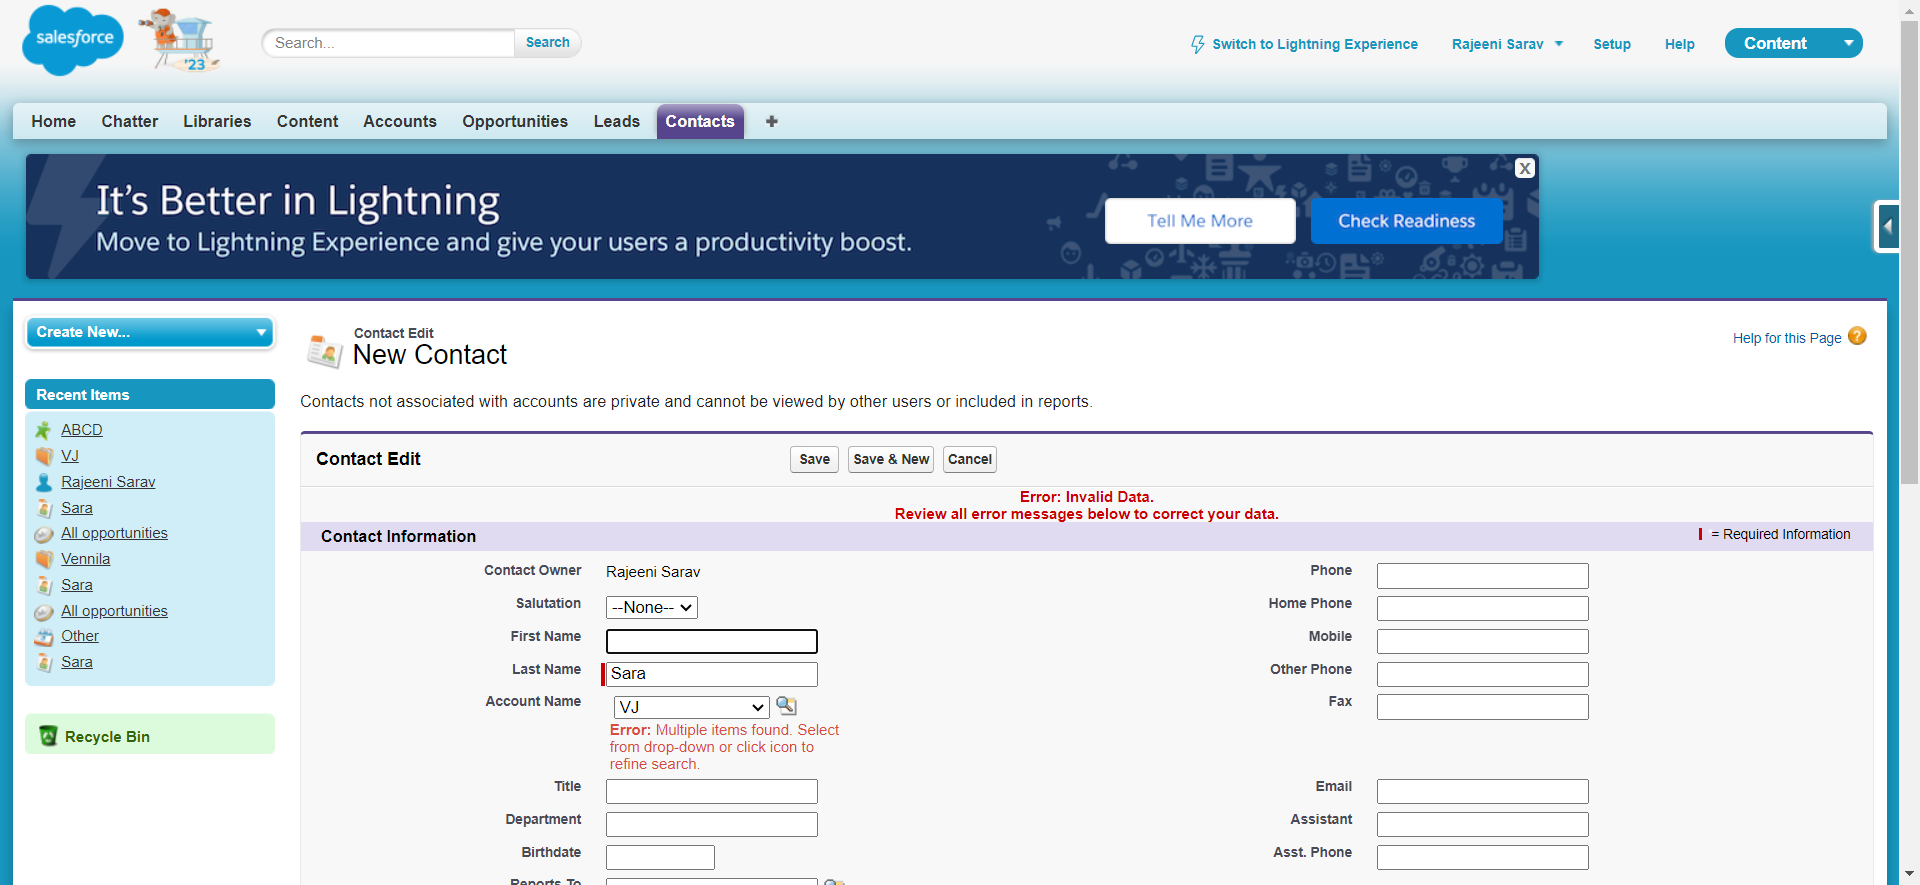 salesforce
'23
Search...
Search
Switch to Lightning Experience
Rajeeni Sarav
Setup
Help
Content
Home
Chatter
Libraries
Content
Accounts
Opportunities
Leads
Contacts
+
It's Better in Lightning
Move to Lightning Experience and give your users a productivity boost.
Tell Me More
Check Readiness
X
Create New...
Recent Items
ABCD
VJ
Rajeeni Sarav
Sara
All opportunities
Vennila
Sara
All opportunities
Other
Sara
Recycle Bin
Contact Edit
New Contact
Help for this Page
?
Contacts not associated with accounts are private and cannot be viewed by other users or included in reports.
Contact Edit
Save
Save & New
Cancel
Error: Invalid Data.
Review all error messages below to correct your data.
Contact Information
= Required Information
Contact Owner
Rajeeni Sarav
Phone
Salutation
--None--
Home Phone
First Name
Mobile
Last Name
Sara
Other Phone
Account Name
VJ
Fax
Error: Multiple items found. Select
from drop-down or click icon to
refine search.
Title
Email
Department
Assistant
Birthdate
Asst. Phone
Reports To